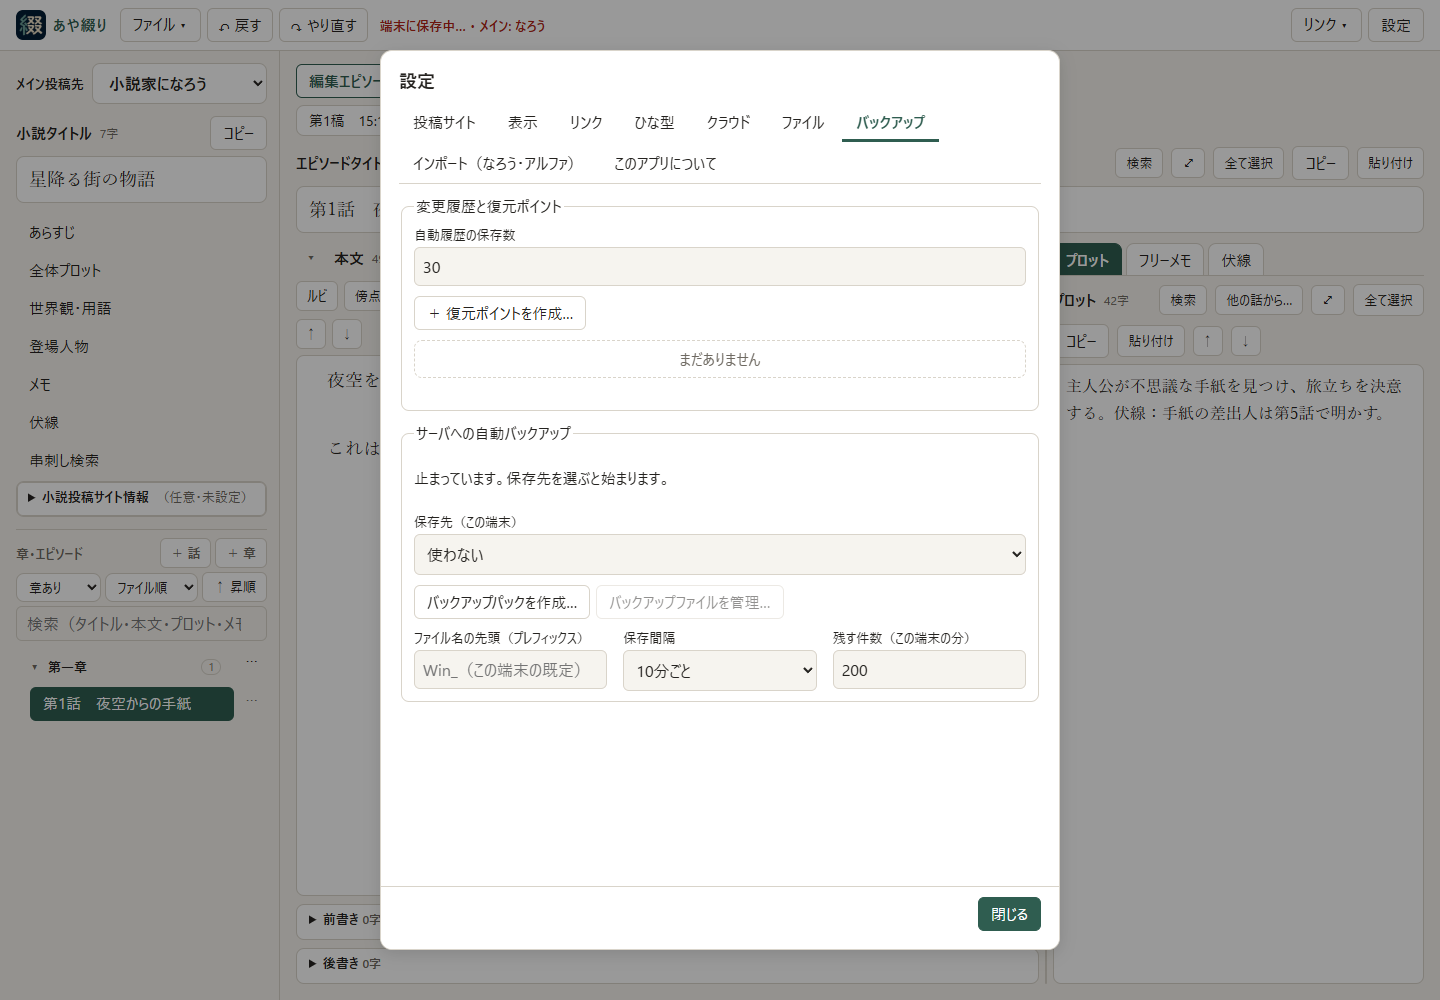 綴 あや綴り ファイル ▾ ↶ 戻す ↷ やり直す 端末に保存中… ・ メイン: なろう リンク ▾ 設定
メイン投稿先 小説家になろう
小説タイトル 7字 コピー
星降る街の物語
あらすじ
全体プロット
世界観・用語
登場人物
メモ
伏線
串刺し検索
▶ 小説投稿サイト情報 （任意・未設定）
章・エピソード ＋ 話 ＋ 章
章あり ファイル順 ↑ 昇順
検索（タイトル・本文・プロット・メモ
▾ 第一章 1 …
第1話　夜空からの手紙 …
編集エピソー
第1稿 15:
エピソードタイト 検索 ⤢ 全て選択 コピー 貼り付け
第1話
▾ 本文
ルビ 傍点
↑ ↓
夜空を
これは
▶ 前書き 0字
▶ 後書き 0字
プロット フリーメモ 伏線
プロット 42字 検索 他の話から… ⤢ 全て選択
コピー 貼り付け ↑ ↓
主人公が不思議な手紙を見つけ、旅立ちを決意
する。伏線：手紙の差出人は第5話で明かす。
設定
投稿サイト 表示 リンク ひな型 クラウド ファイル バックアップ
インポート（なろう・アルファ） このアプリについて
変更履歴と復元ポイント
自動履歴の保存数
30
＋ 復元ポイントを作成…
まだありません
サーバへの自動バックアップ
止まっています。保存先を選ぶと始まります。
保存先（この端末）
使わない
バックアップパックを作成… バックアップファイルを管理…
ファイル名の先頭（プレフィックス） 保存間隔 残す件数（この端末の分）
Win_（この端末の既定） 10分ごと 200
閉じる